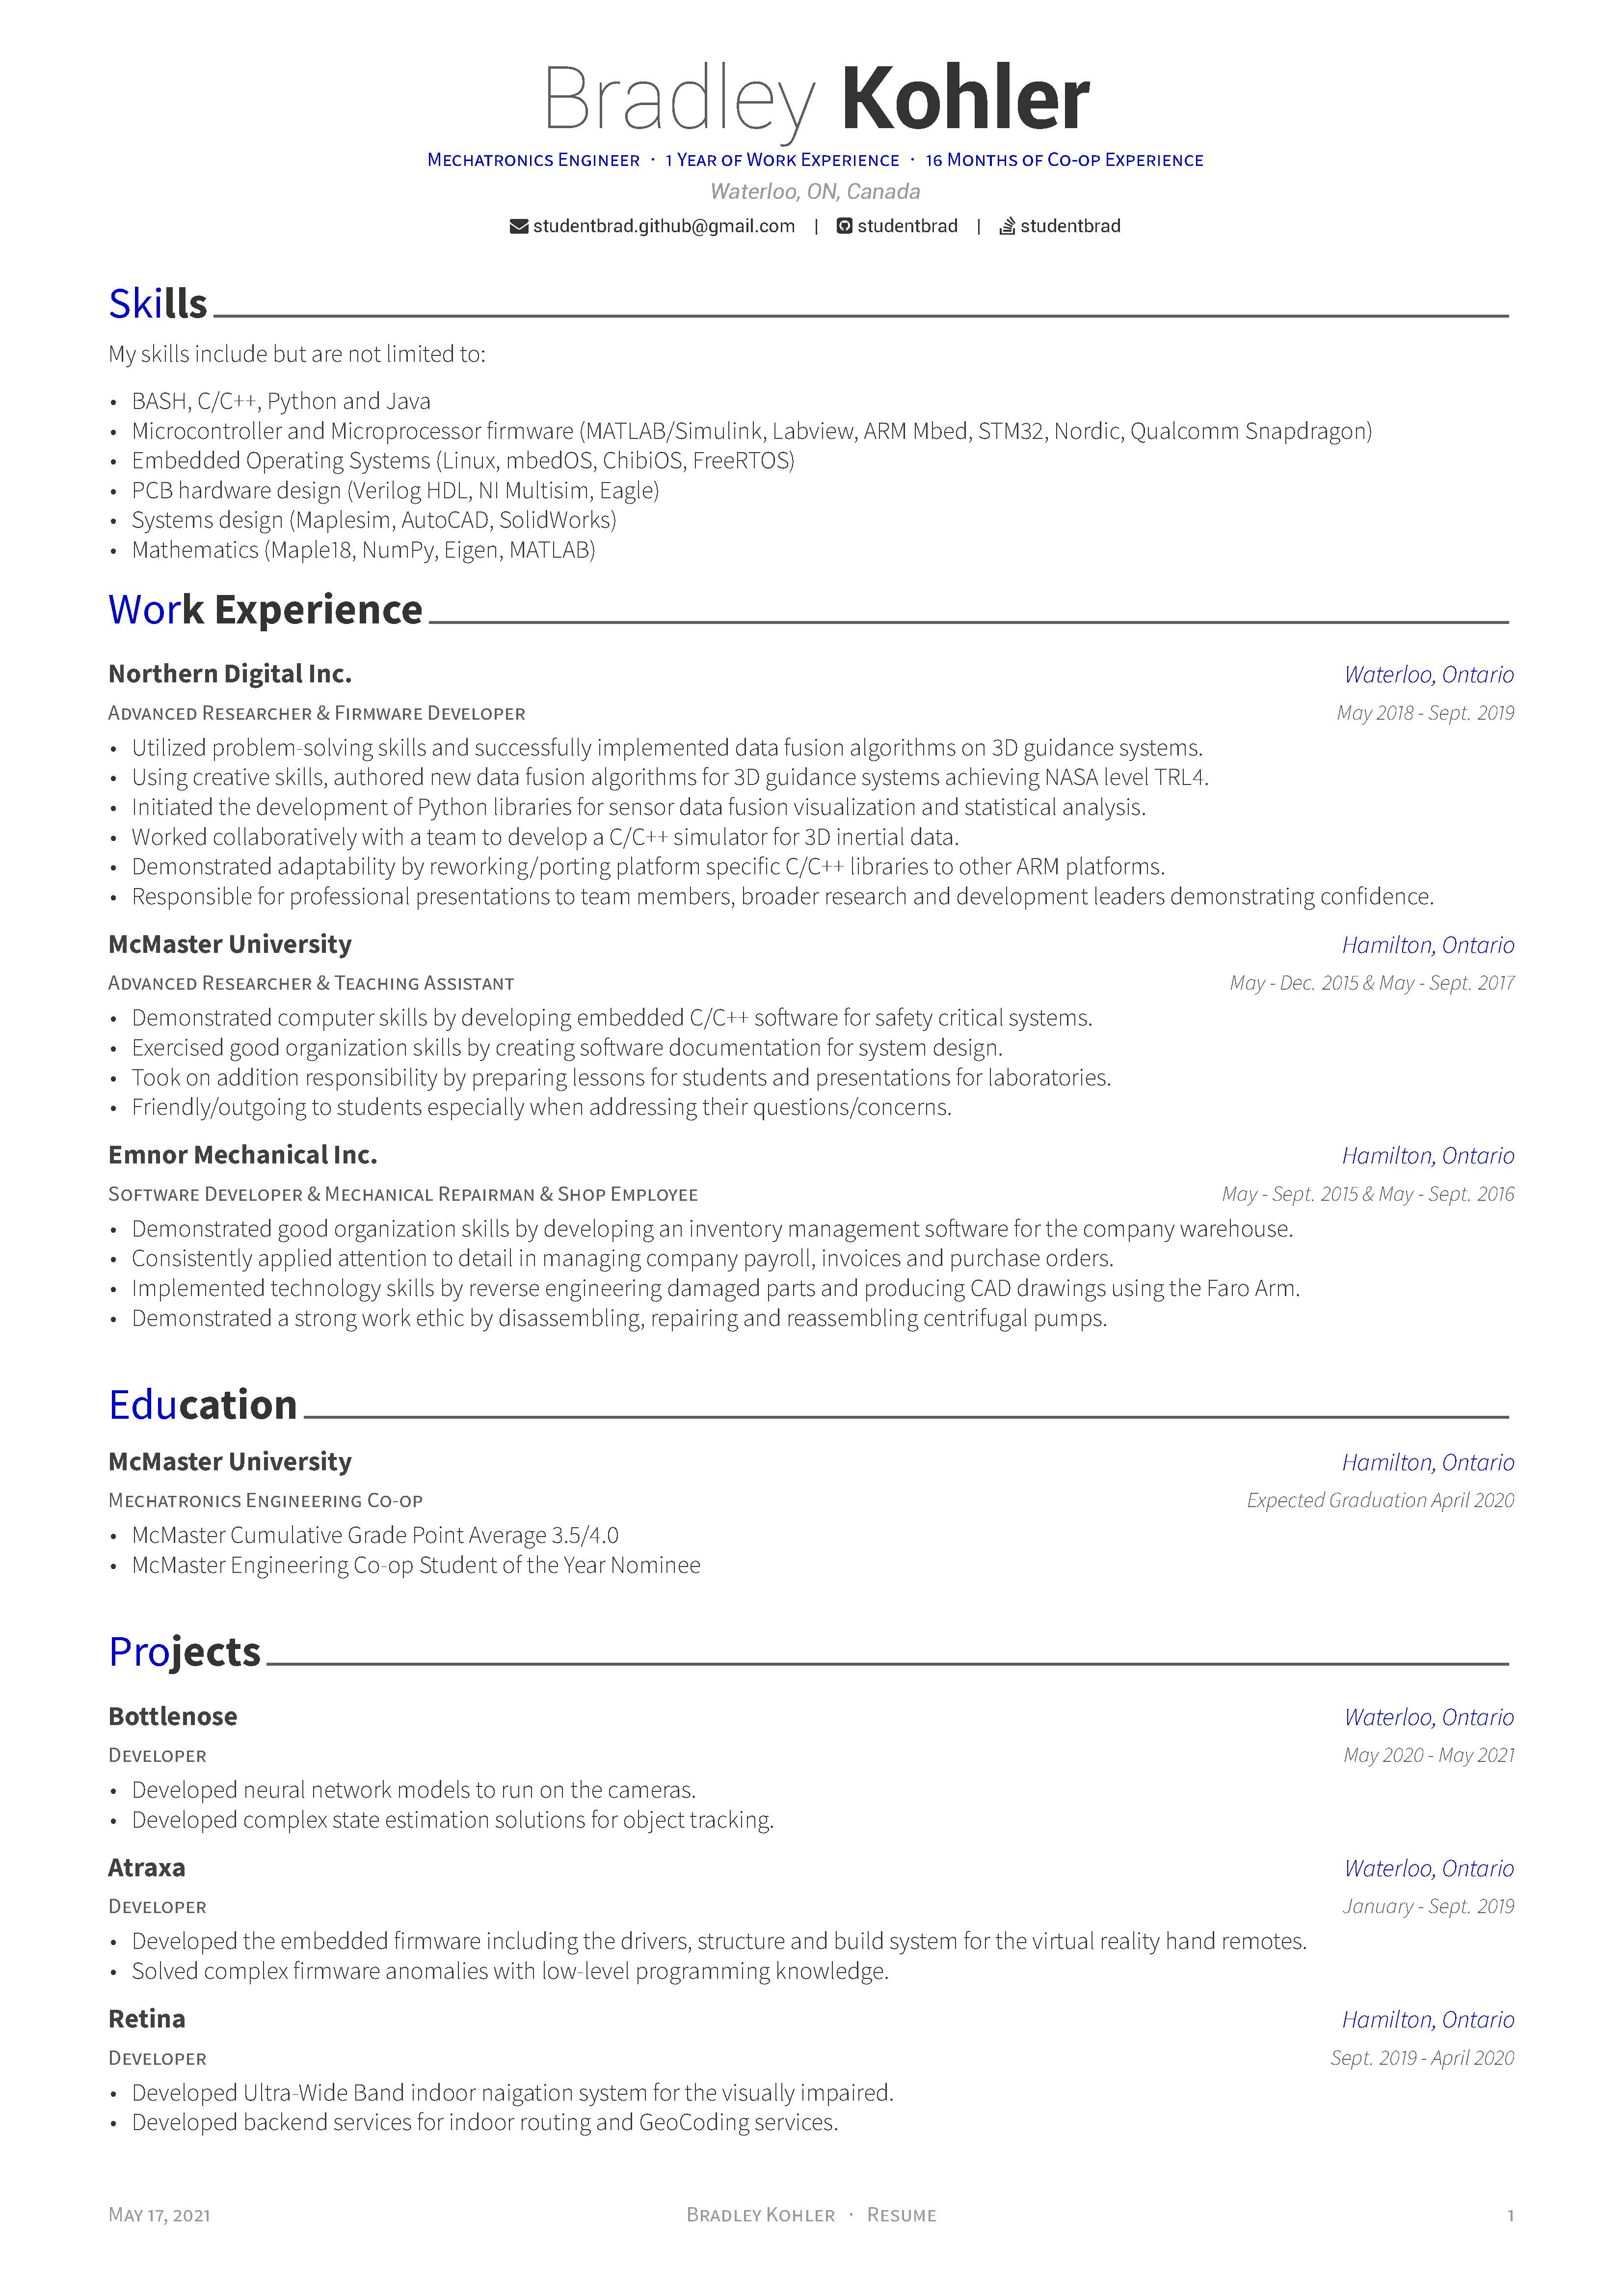 Bradley Kohler
Mechatronics Engineer · 1 Year of Work Experience · 16 Months of Co-op Experience
Waterloo, ON, Canada
studentbrad.github@gmail.com | studentbrad | studentbrad
Skills
My skills include but are not limited to:
• BASH, C/C++, Python and Java
• Microcontroller and Microprocessor firmware (MATLAB/Simulink, Labview, ARM Mbed, STM32, Nordic, Qualcomm Snapdragon)
• Embedded Operating Systems (Linux, mbedOS, ChibiOS, FreeRTOS)
• PCB hardware design (Verilog HDL, NI Multisim, Eagle)
• Systems design (Maplesim, AutoCAD, SolidWorks)
• Mathematics (Maple18, NumPy, Eigen, MATLAB)
Work Experience
Northern Digital Inc. Waterloo, Ontario
Advanced Researcher & Firmware Developer May 2018 - Sept. 2019
• Utilized problem-solving skills and successfully implemented data fusion algorithms on 3D guidance systems.
• Using creative skills, authored new data fusion algorithms for 3D guidance systems achieving NASA level TRL4.
• Initiated the development of Python libraries for sensor data fusion visualization and statistical analysis.
• Worked collaboratively with a team to develop a C/C++ simulator for 3D inertial data.
• Demonstrated adaptability by reworking/porting platform specific C/C++ libraries to other ARM platforms.
• Responsible for professional presentations to team members, broader research and development leaders demonstrating confidence.
McMaster University Hamilton, Ontario
Advanced Researcher & Teaching Assistant May - Dec. 2015 & May - Sept. 2017
• Demonstrated computer skills by developing embedded C/C++ software for safety critical systems.
• Exercised good organization skills by creating software documentation for system design.
• Took on addition responsibility by preparing lessons for students and presentations for laboratories.
• Friendly/outgoing to students especially when addressing their questions/concerns.
Emnor Mechanical Inc. Hamilton, Ontario
Software Developer & Mechanical Repairman & Shop Employee May - Sept. 2015 & May - Sept. 2016
• Demonstrated good organization skills by developing an inventory management software for the company warehouse.
• Consistently applied attention to detail in managing company payroll, invoices and purchase orders.
• Implemented technology skills by reverse engineering damaged parts and producing CAD drawings using the Faro Arm.
• Demonstrated a strong work ethic by disassembling, repairing and reassembling centrifugal pumps.
Education
McMaster University Hamilton, Ontario
Mechatronics Engineering Co-op Expected Graduation April 2020
• McMaster Cumulative Grade Point Average 3.5/4.0
• McMaster Engineering Co-op Student of the Year Nominee
Projects
Bottlenose Waterloo, Ontario
Developer May 2020 - May 2021
• Developed neural network models to run on the cameras.
• Developed complex state estimation solutions for object tracking.
Atraxa Waterloo, Ontario
Developer January - Sept. 2019
• Developed the embedded firmware including the drivers, structure and build system for the virtual reality hand remotes.
• Solved complex firmware anomalies with low-level programming knowledge.
Retina Hamilton, Ontario
Developer Sept. 2019 - April 2020
• Developed Ultra-Wide Band indoor naigation system for the visually impaired.
• Developed backend services for indoor routing and GeoCoding services.
May 17, 2021 Bradley Kohler · Resume 1